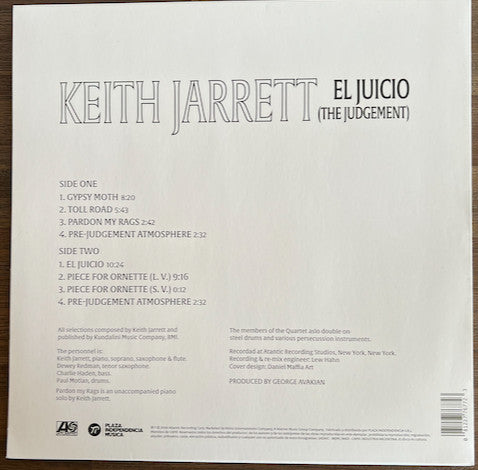 KEITH JARRETT EL JUICIO
(THE JUDGEMENT)
SIDE ONE
1. GYPSY MOTH 8:20
2. TOLL ROAD 5:43
3. PARDON MY RAGS 2:42
4. PRE-JUDGEMENT ATMOSPHERE 2:32
SIDE TWO
1. EL JUICIO 10:24
2. PIECE FOR ORNETTE (L. V.) 9:16
3. PIECE FOR ORNETTE (S. V.) 0:12
4. PRE-JUDGEMENT ATMOSPHERE 2:32
All selections composed by Keith Jarrett and
published by Kundalini Music Company, BMI.
The personnel is:
Keith Jarrett, piano, soprano, saxophone & flute.
Dewey Redman, tenor saxophone.
Charlie Haden, bass,
Paul Motian, drums.
Pardon my Rags is an unaccompanied piano
solo by Keith Jarrett.
The members of the Quartet aslo double on
steel drums and various persecussion instruments.
Recordad at Atantic Recording Studios, New York, New York.
Recording & re-mix engineer: Lew Hahn
Cover design: Daniel Maffia Art
PRODUCED BY GEORGE AVAKIAN
PLAZA
INDEPENDENCIA
MÚSICA